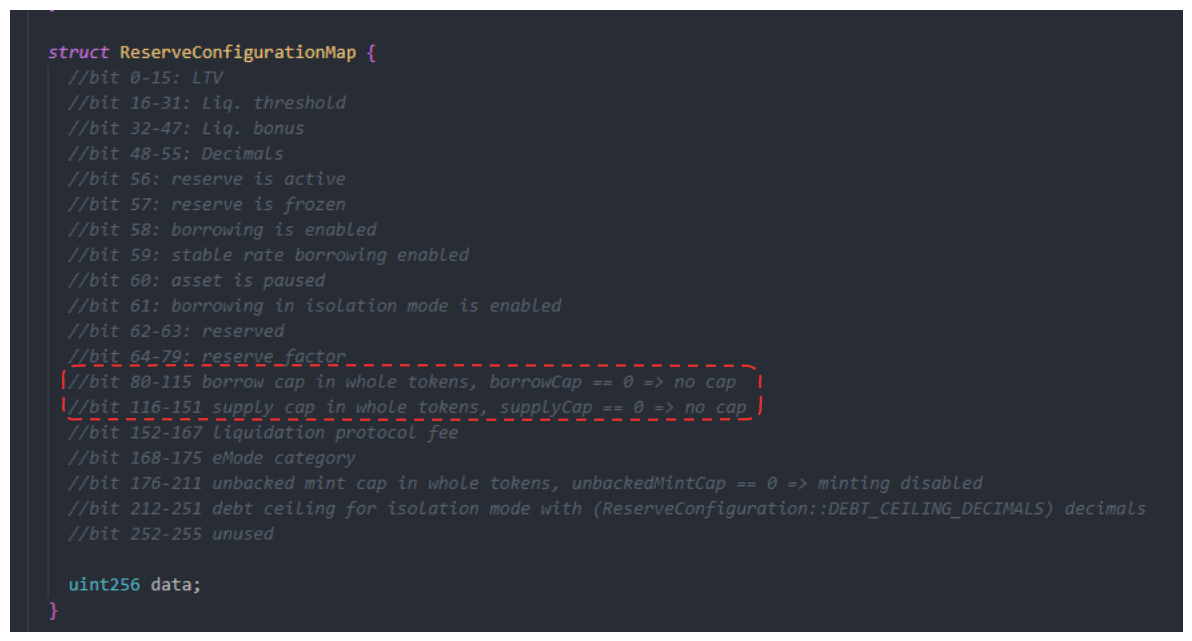 struct ReserveConfigurationMap {
//bit 0-15: LTV
//bit 16-31: Liq. threshold
//bit 32-47: Liq. bonus
//bit 48-55: Decimals
//bit 56: reserve is active
//bit 57: reserve is frozen
//bit 58: borrowing is enabled
//bit 59: stable rate borrowing enabled
//bit 60: asset is paused
//bit 61: borrowing in isolation mode is enabled
//bit 62-63: reserved
//bit 64-79: reserve factor
//bit 80-115 borrow cap in whole tokens, borrowCap == 0 => no cap
//bit 116-151 supply cap in whole tokens, supplyCap == 0 => no cap
//bit 152-167 liquidation protocol fee
//bit 168-175 eMode category
//bit 176-211 unbacked mint cap in whole tokens, unbackedMintCap == 0 => minting disabled
//bit 212-251 debt ceiling for isolation mode with (ReserveConfiguration::DEBT_CEILING_DECIMALS) decimals
//bit 252-255 unused
uint256 data;
}